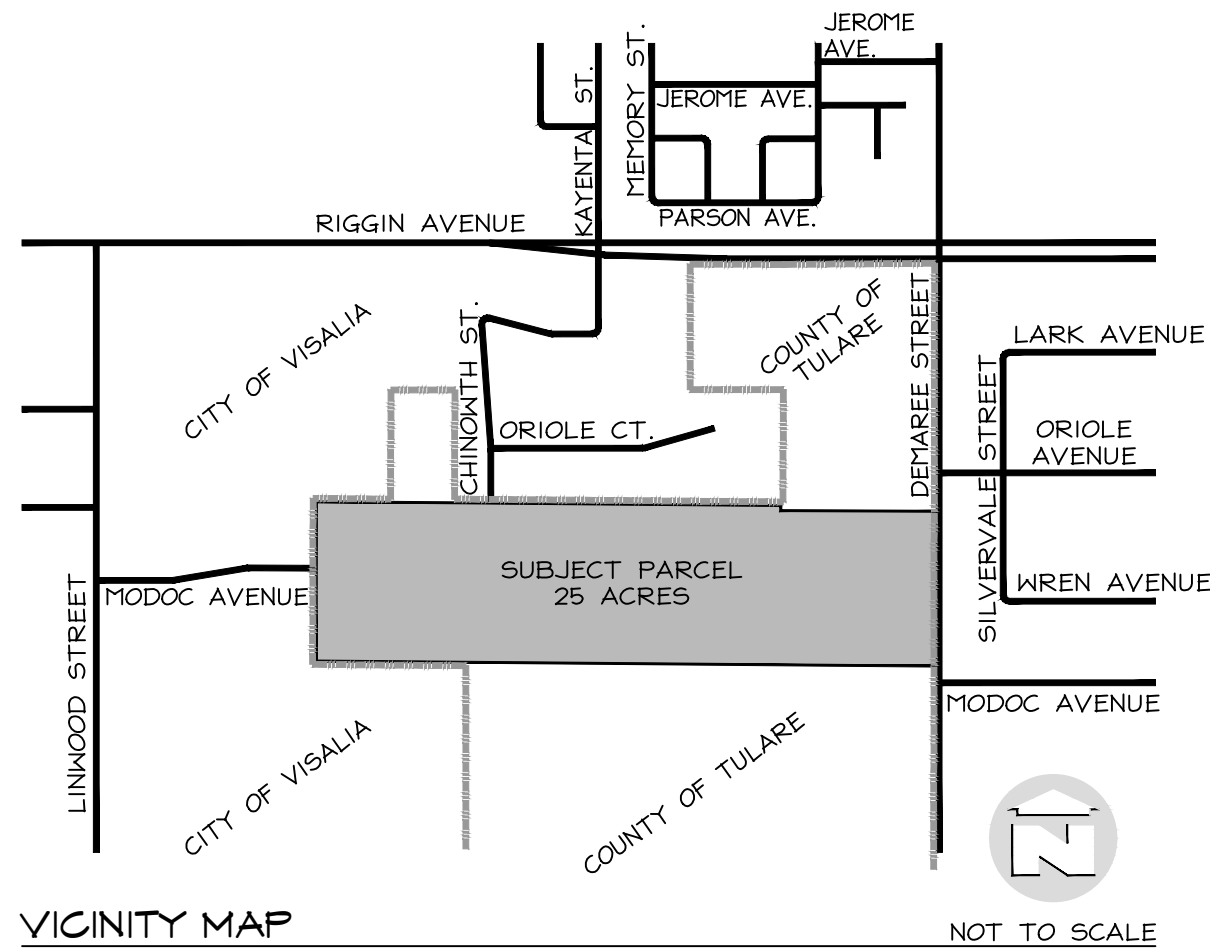 JEROME
AVE.
KAYENTA ST.
MEMORY ST.
JEROME AVE.
PARSON AVE.
RIGGIN AVENUE
CITY OF VISALIA
CHINOWTH ST.
COUNTY OF
TULARE
DEMAREE STREET
LARK AVENUE
ORIOLE CT.
SILVERVALE STREET
ORIOLE
AVENUE
SUBJECT PARCEL
25 ACRES
MODOC AVENUE
WREN AVENUE
LINWOOD STREET
MODOC AVENUE
CITY OF VISALIA
COUNTY OF TULARE
N
VICINITY MAP
NOT TO SCALE